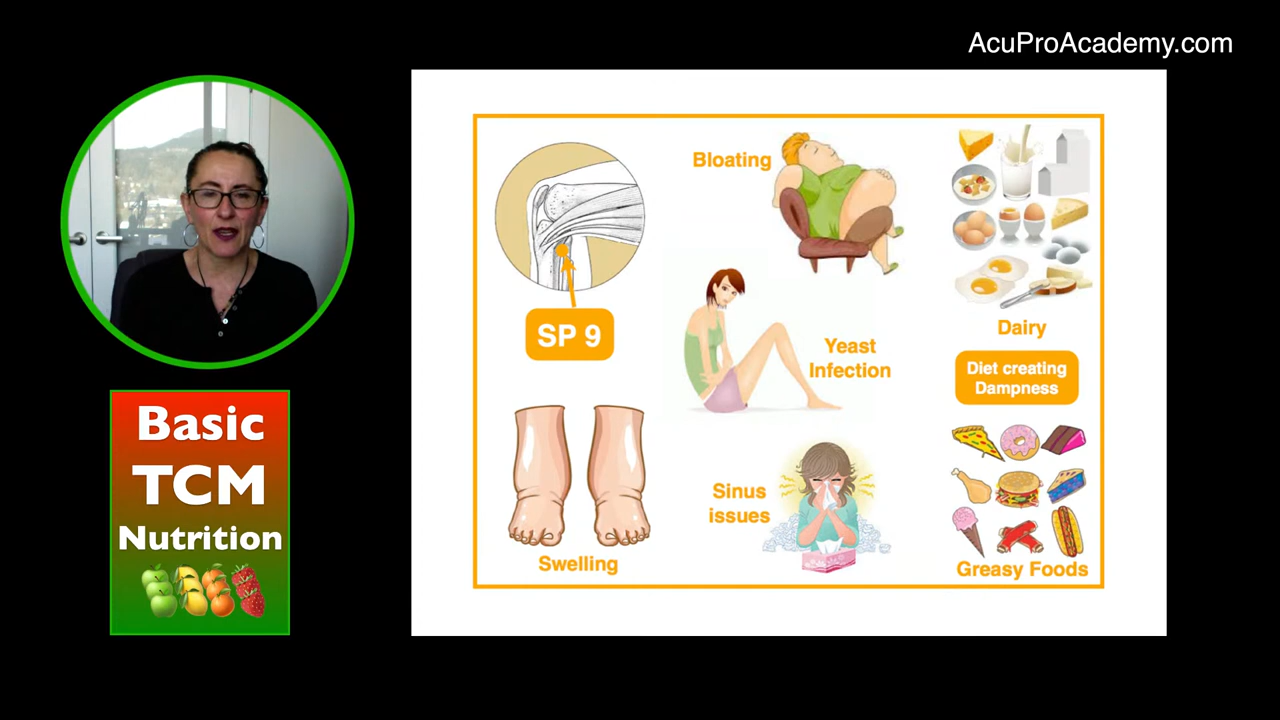 AcuProAcademy.com
Basic
TCM
Nutrition
SP 9
Swelling
Bloating
Yeast
Infection
Sinus
issues
Dairy
Diet creating
Dampness
Greasy Foods